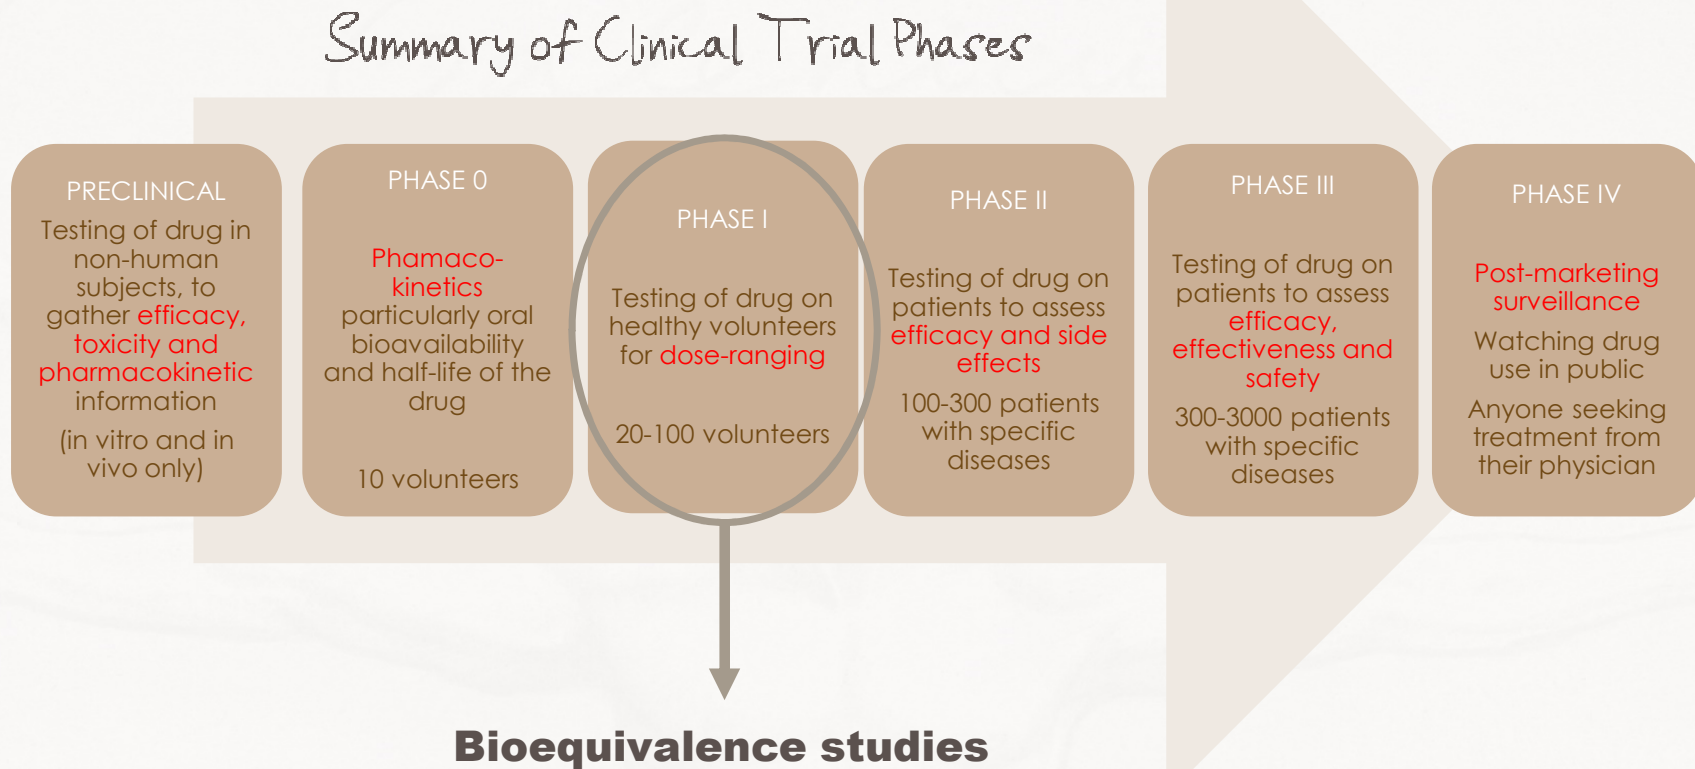 Summary of Clinical Trial Phases
PRECLINICAL
Testing of drug in
non-human
subjects, to
gather efficacy,
toxicity and
pharmacokinetic
information
(in vitro and in
vivo only)
PHASE 0
Phamaco-
kinetics
particularly oral
bioavailability
and half-life of the
drug
10 volunteers
PHASE I
Testing of drug on
healthy volunteers
for dose-ranging
20-100 volunteers
PHASE II
Testing of drug on
patients to assess
efficacy and side
effects
100-300 patients
with specific
diseases
PHASE III
Testing of drug on
patients to assess
efficacy,
effectiveness and
safety
300-3000 patients
with specific
diseases
PHASE IV
Post-marketing
surveillance
Watching drug
use in public
Anyone seeking
treatment from
their physician
Bioequivalence studies